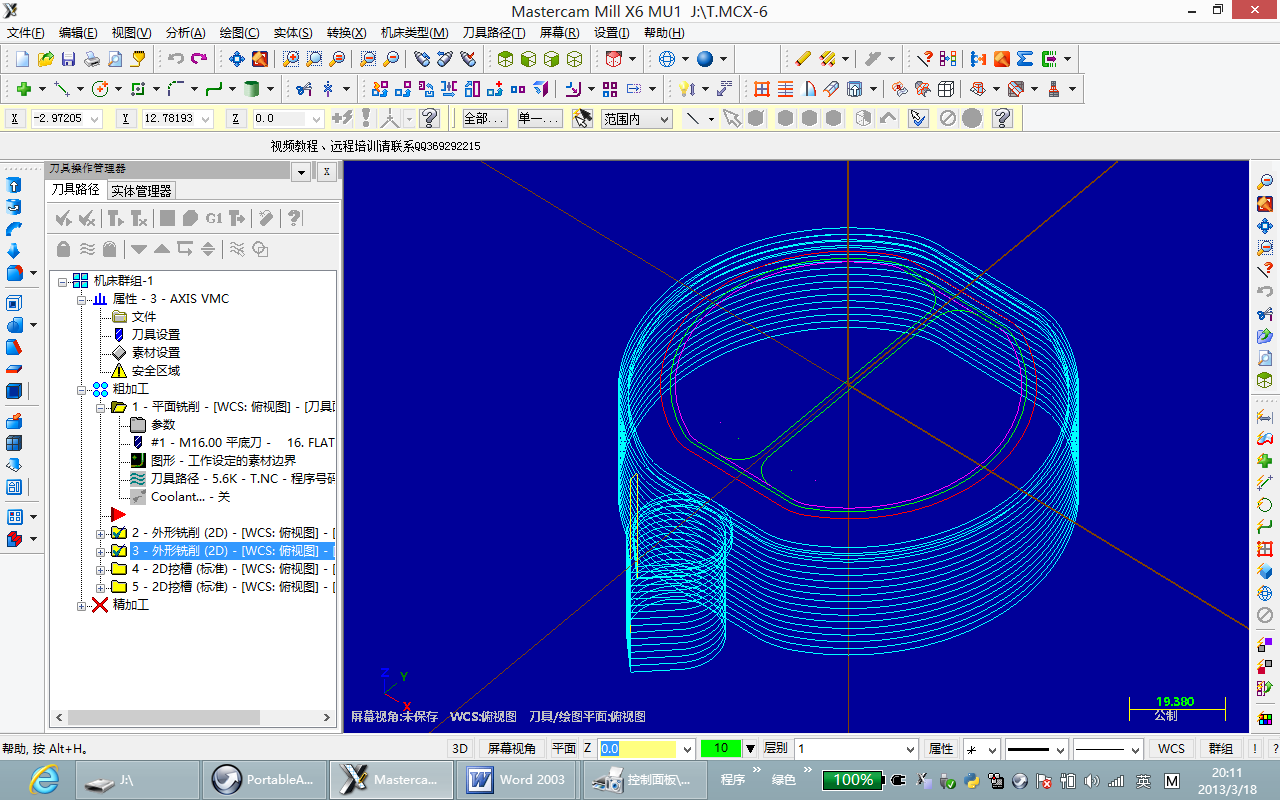 Mastercam Mill X6 MU1 J:\T.MCX-6
文件(F) 编辑(E) 视图(V) 分析(A) 绘图(C) 实体(S) 转换(X) 机床类型(M) 刀具路径(T) 屏幕(R) 设置(I) 帮助(H)
X -2.97205 Y 12.78193 Z 0.0 全部... 单一... 范围内
视频教程、远程培训请联系QQ369292215
刀具操作管理器
刀具路径 实体管理器
G1
机床群组-1
属性 - 3 - AXIS VMC
文件
刀具设置
素材设置
安全区域
粗加工
1 - 平面铣削 - [WCS: 俯视图] - [刀具
参数
#1 - M16.00 平底刀 - 16. FLAT
图形 - 工作设定的素材边界
刀具路径 - 5.6K - T.NC - 程序号码
Coolant... - 关
2 - 外形铣削 (2D) - [WCS: 俯视图] - [
3 - 外形铣削 (2D) - [WCS: 俯视图] - [
4 - 2D挖槽 (标准) - [WCS: 俯视图] - [
5 - 2D挖槽 (标准) - [WCS: 俯视图] - [
精加工
Z Y X
19.380
公制
屏幕视角:未保存 WCS:俯视图 刀具/绘图平面:俯视图
帮助, 按 Alt+H。 3D 屏幕视角 平面 Z 0.0 10 层别 1 属性 WCS 群组 ! ?
J:\ PortableA... Masterca... Word 2003 控制面板\... 程序 » 绿色 » 100% 英 M
20:11
2013/3/18